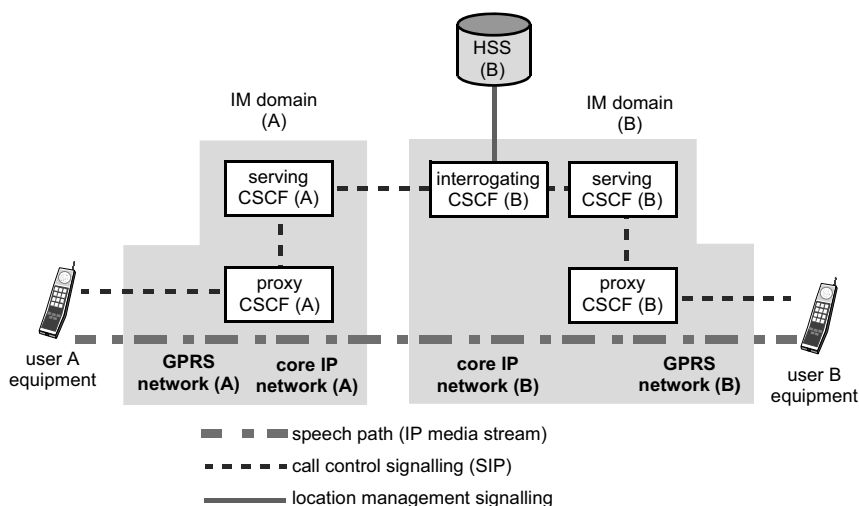 HSS
(B)
IM domain
(A)
IM domain
(B)
serving
CSCF (A)
interrogating
CSCF (B)
serving
CSCF (B)
proxy
CSCF (A)
proxy
CSCF (B)
user A
equipment
GPRS
network (A)
core IP
network (A)
core IP
network (B)
GPRS
network (B)
user B
equipment
speech path (IP media stream)
call control signalling (SIP)
location management signalling